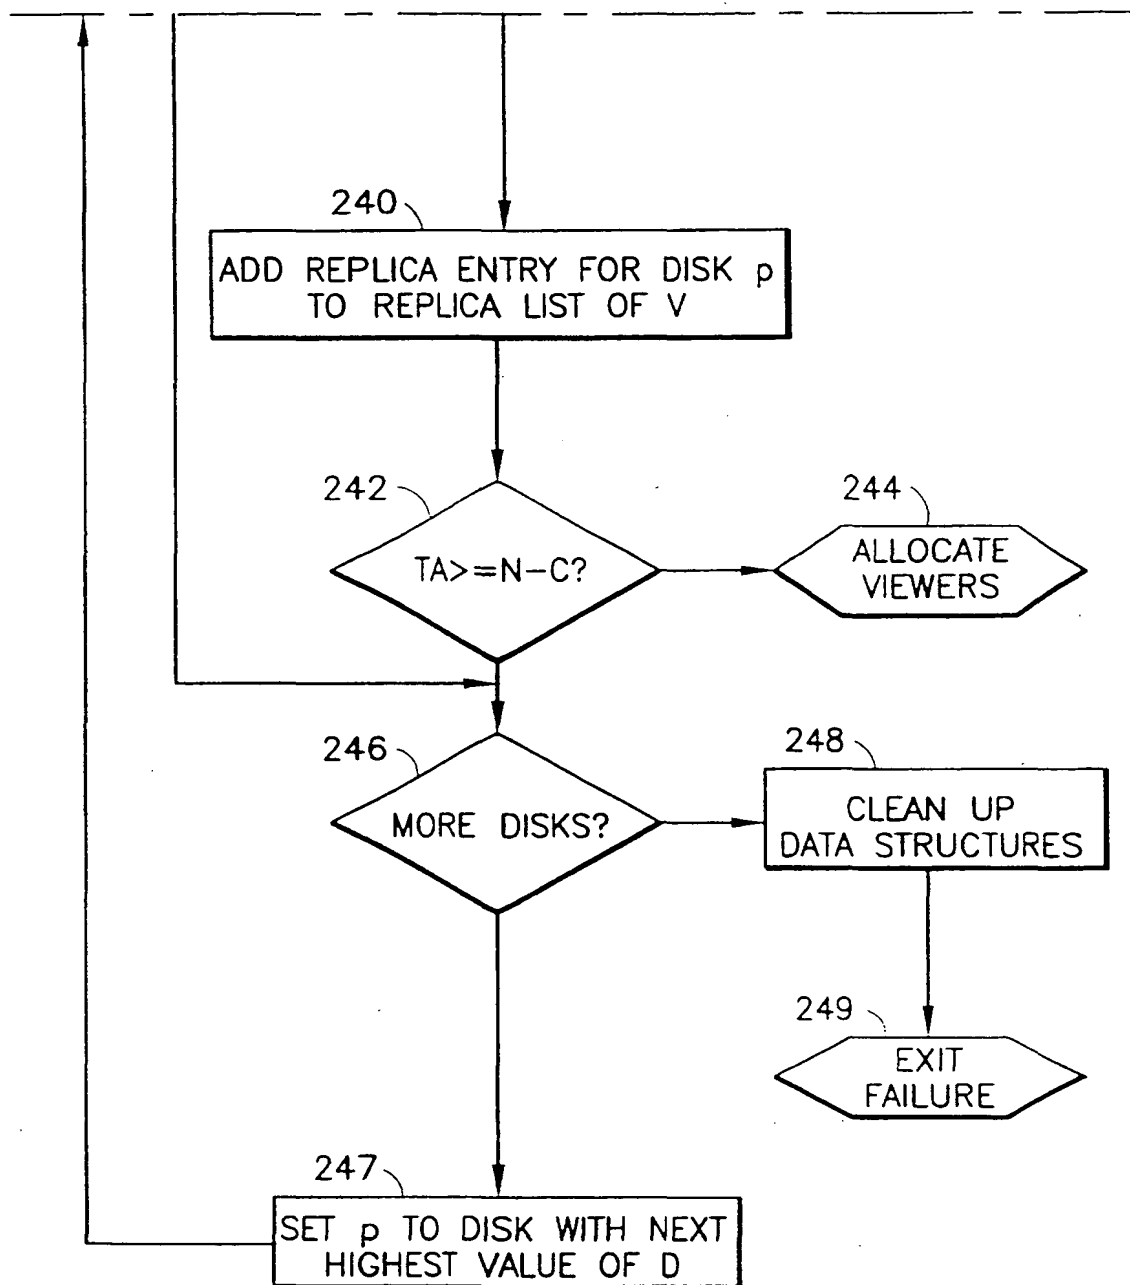 240
ADD REPLICA ENTRY FOR DISK p
TO REPLICA LIST OF V
242
TA>=N-C?
244
ALLOCATE
VIEWERS
246
MORE DISKS?
248
CLEAN UP
DATA STRUCTURES
249
EXIT
FAILURE
247
SET p TO DISK WITH NEXT
HIGHEST VALUE OF D